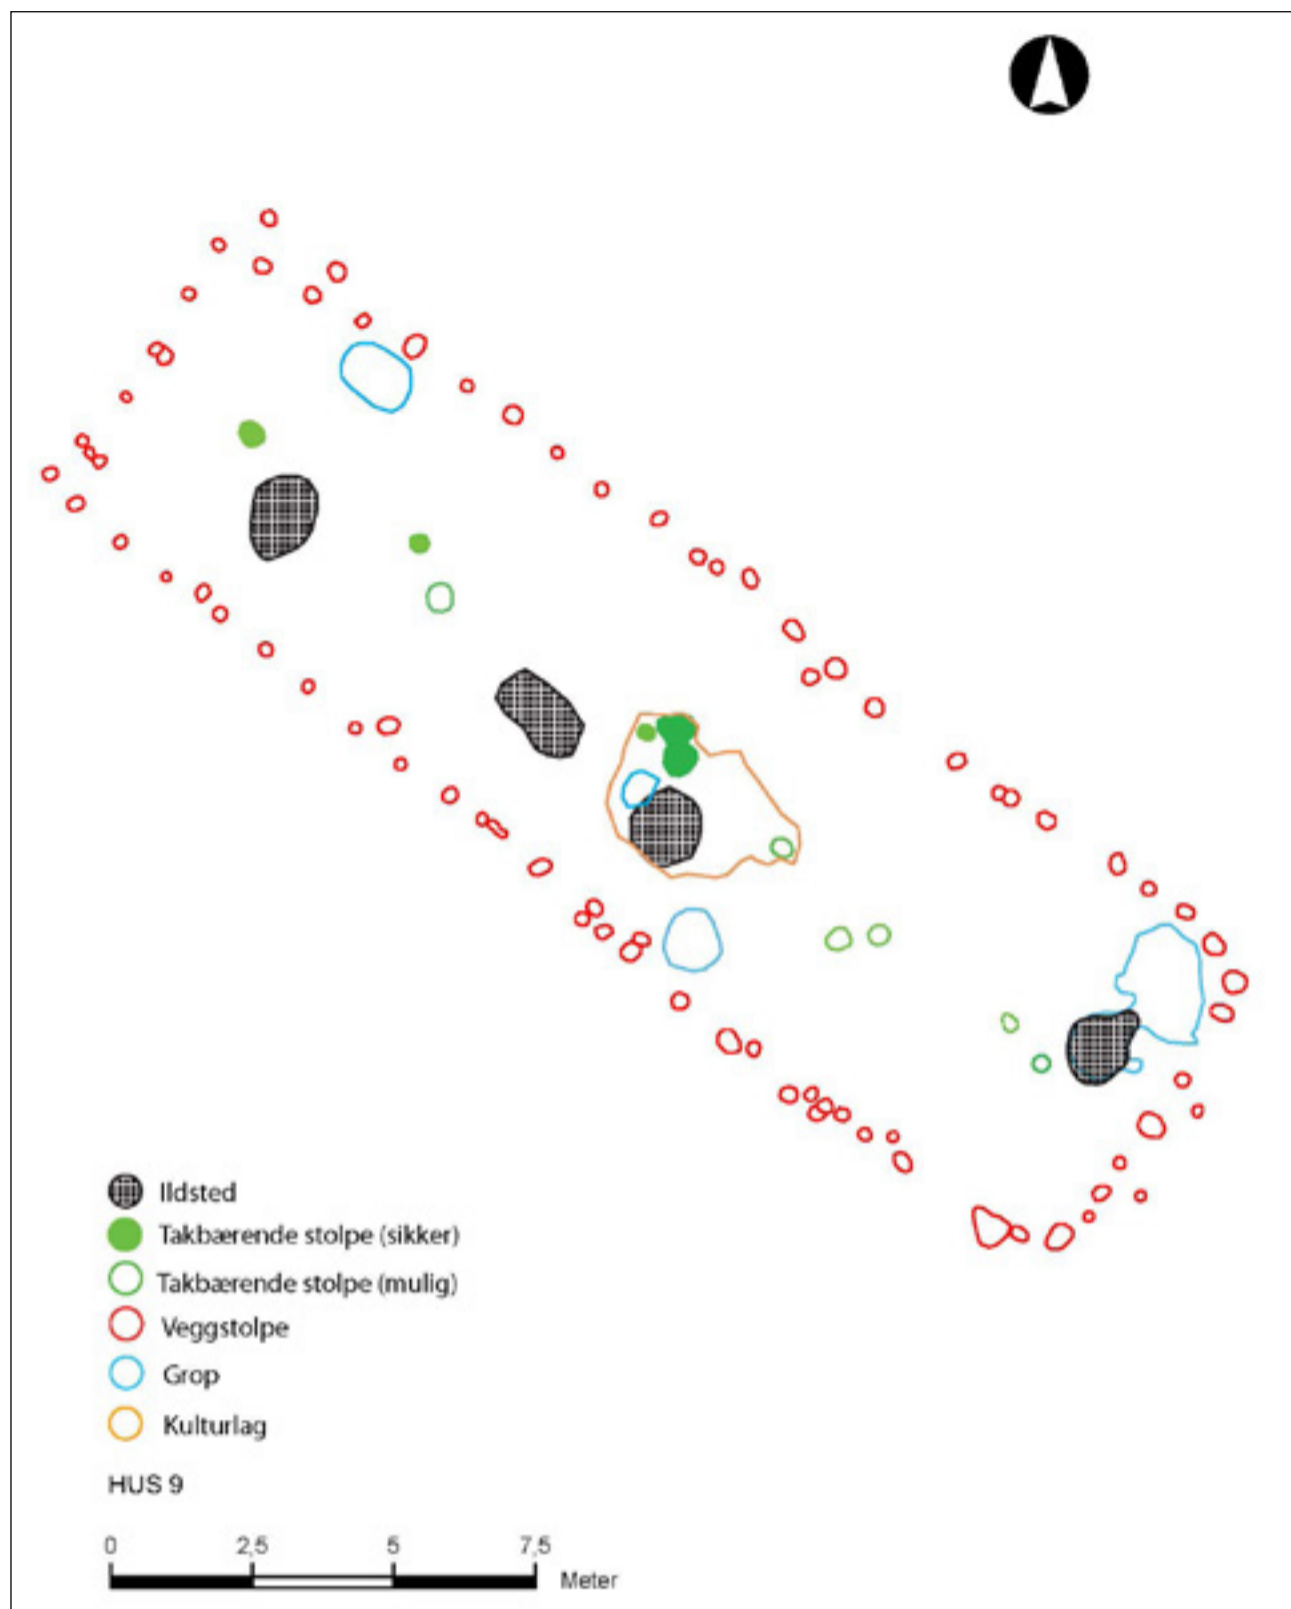 Ildsted
Takbærende stolpe (sikker)
Takbærende stolpe (mulig)
Veggstolpe
Grop
Kulturlag
HUS 9
0 2,5 5 7,5
Meter